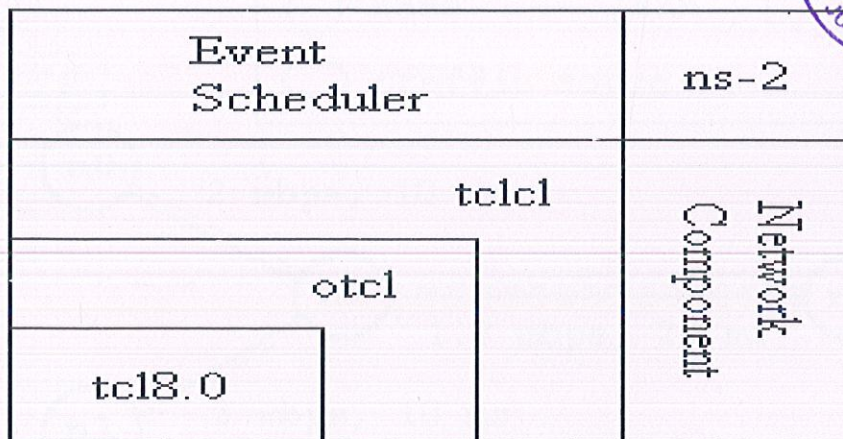 Event
Scheduler
ns-2
tclcl
Network
Component
otcl
tcl8.0